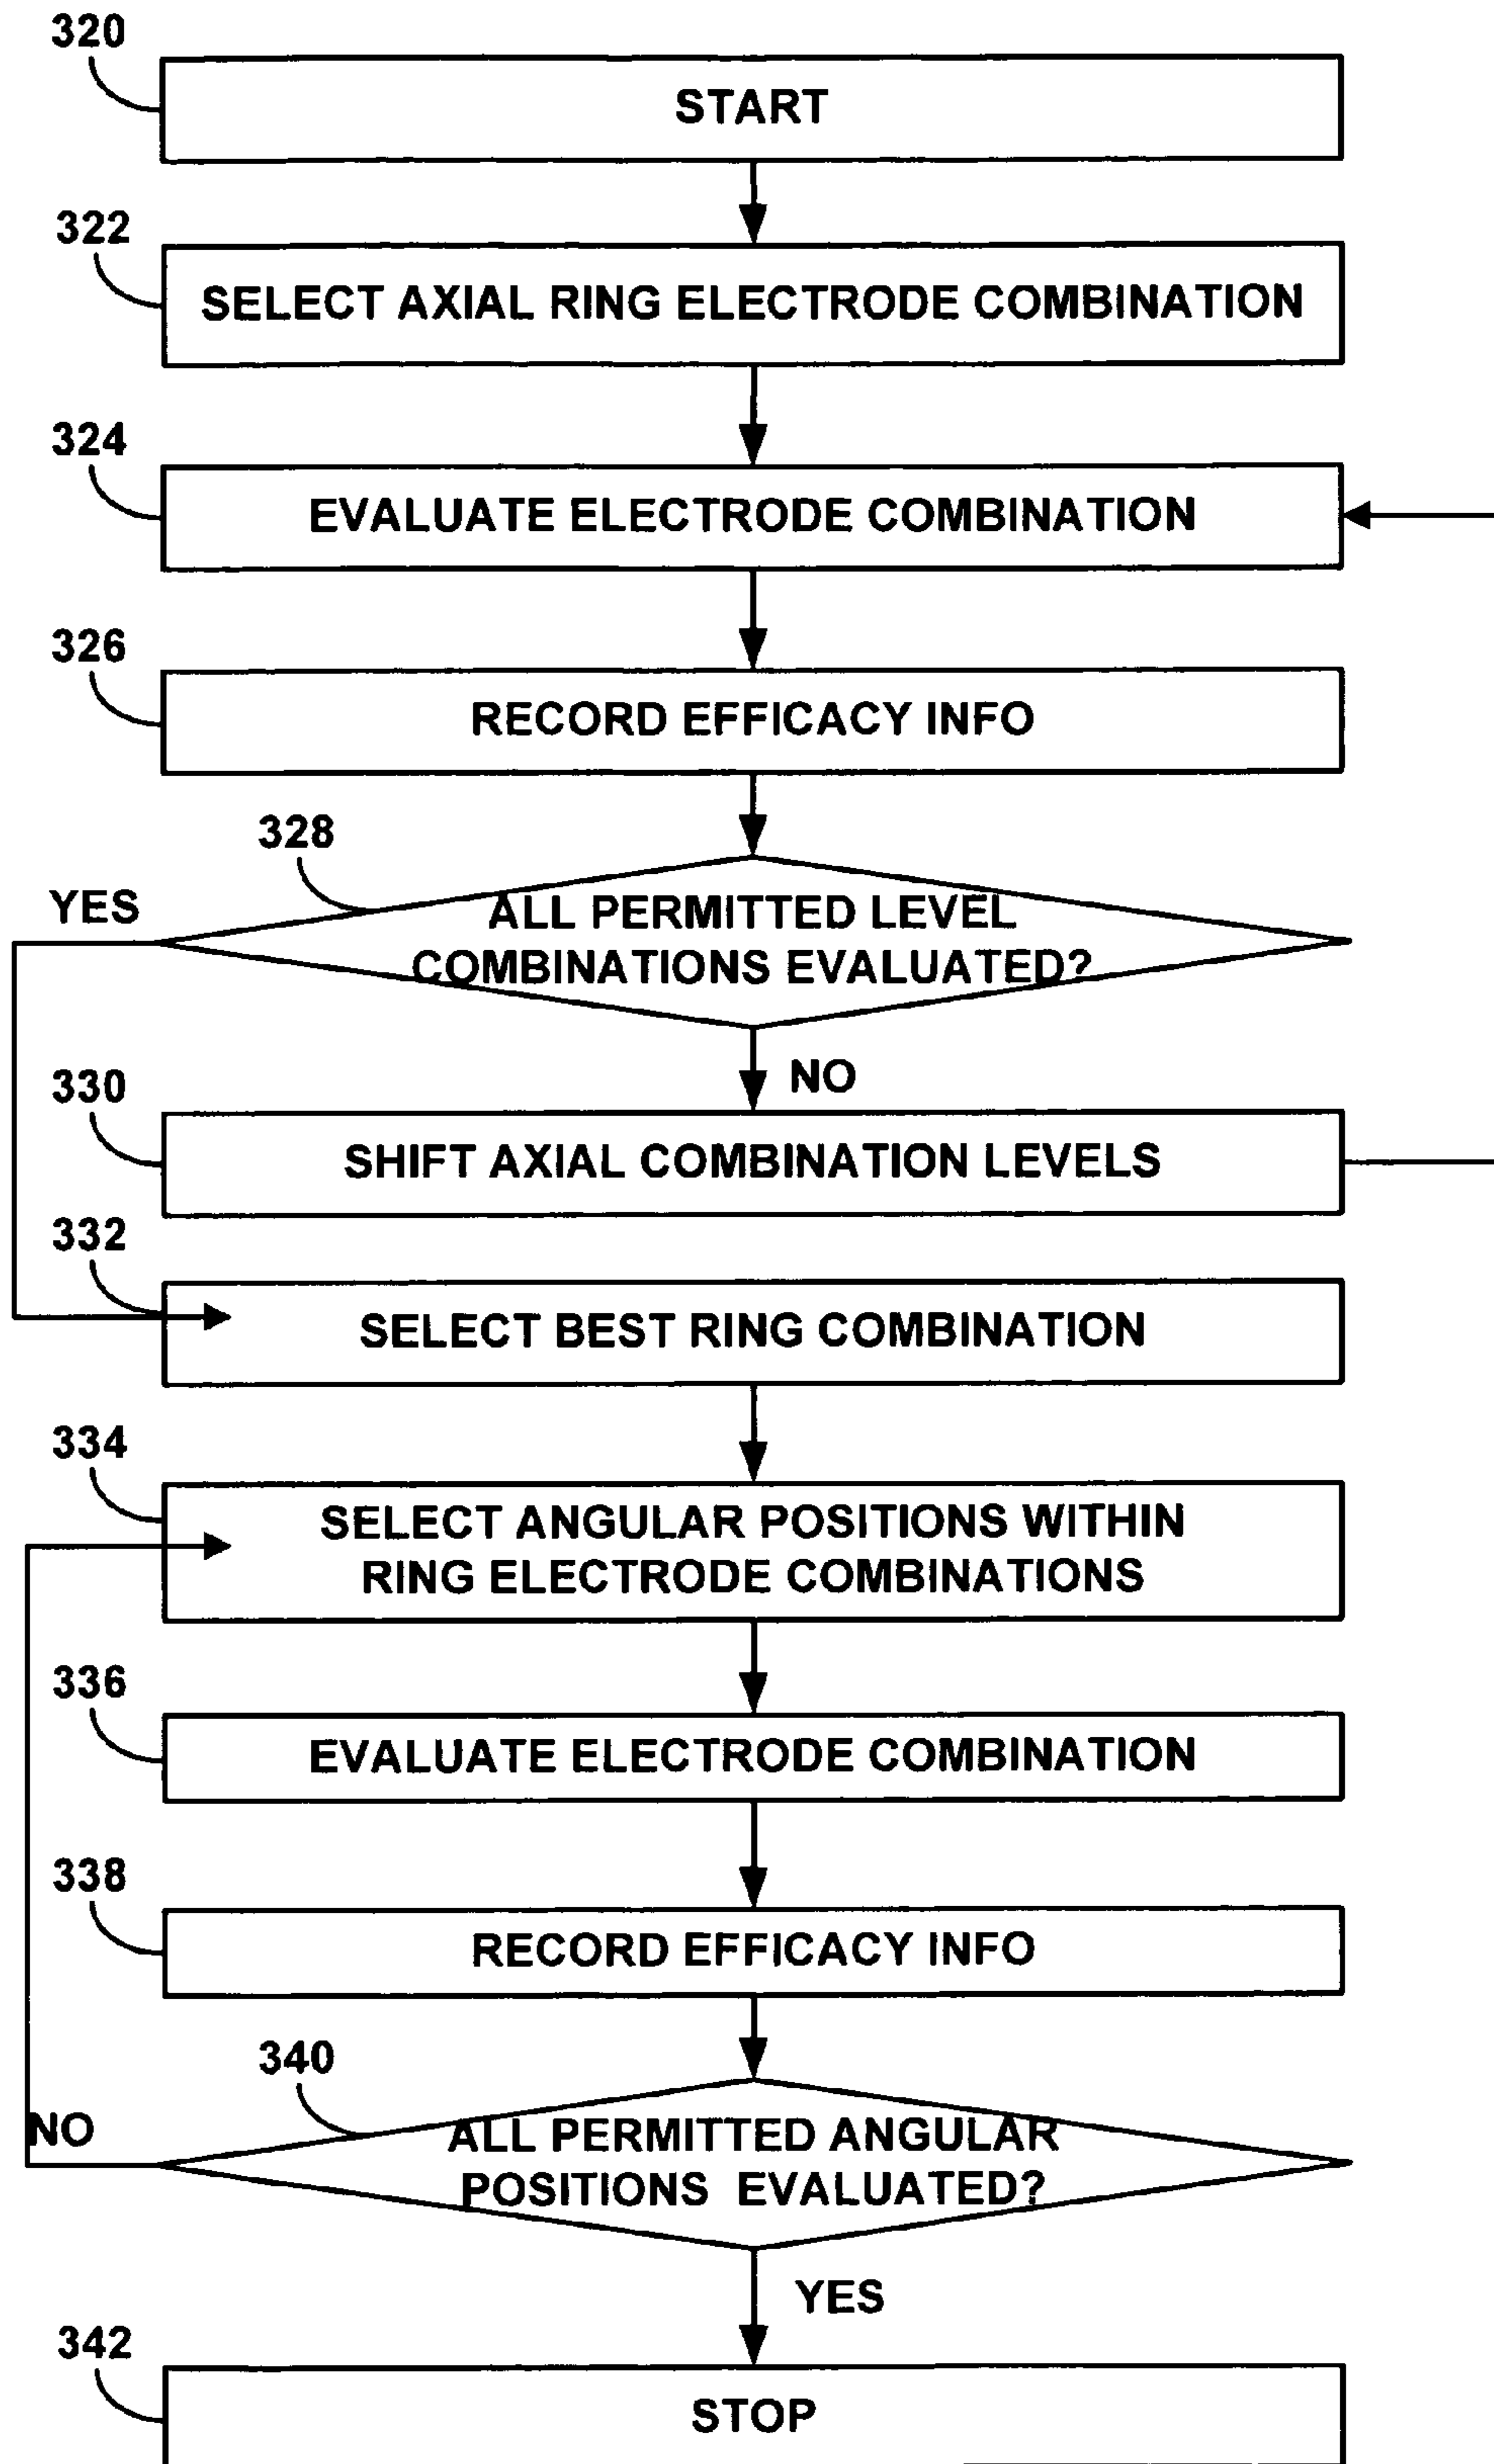 320
START
322
SELECT AXIAL RING ELECTRODE COMBINATION
324
EVALUATE ELECTRODE COMBINATION
326
RECORD EFFICACY INFO
328
YES
ALL PERMITTED LEVEL
COMBINATIONS EVALUATED?
NO
330
SHIFT AXIAL COMBINATION LEVELS
332
SELECT BEST RING COMBINATION
334
SELECT ANGULAR POSITIONS WITHIN
RING ELECTRODE COMBINATIONS
336
EVALUATE ELECTRODE COMBINATION
338
RECORD EFFICACY INFO
340
NO
ALL PERMITTED ANGULAR
POSITIONS EVALUATED?
YES
342
STOP